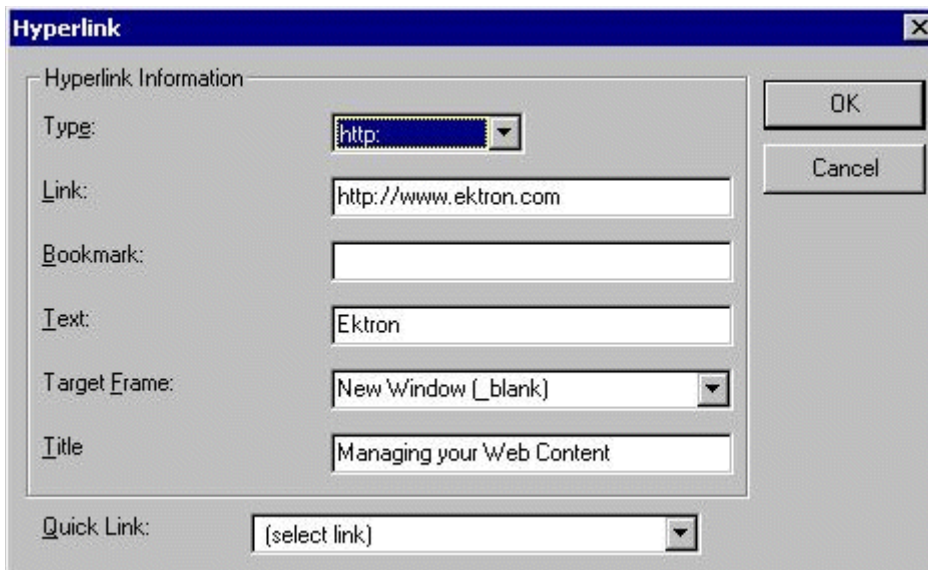 Hyperlink
Hyperlink Information
Type: http:
OK
Link: http://www.ektron.com
Cancel
Bookmark:
Text: Ektron
Target Frame: New Window (_blank)
Title Managing your Web Content
Quick Link: (select link)